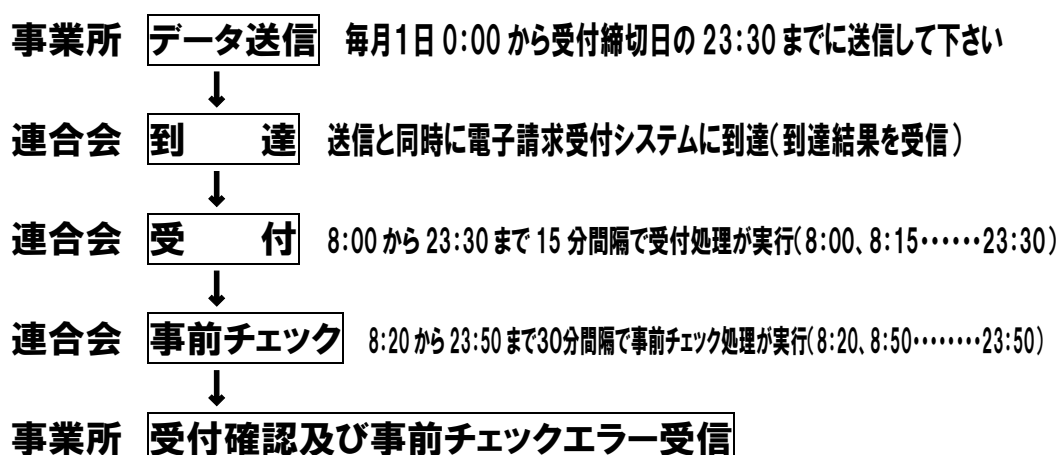 事業所 データ送信 毎月1日 0:00 から受付締切日の 23:30 までに送信して下さい
↓
連合会 到 達 送信と同時に電子請求受付システムに到達(到達結果を受信)
↓
連合会 受 付 8:00 から 23:30 まで 15 分間隔で受付処理が実行(8:00、8:15・・・・・・23:30)
↓
連合会 事前チェック 8:20 から 23:50 まで30分間隔で事前チェック処理が実行(8:20、8:50・・・・・・・・23:50)
↓
事業所 受付確認及び事前チェックエラー受信